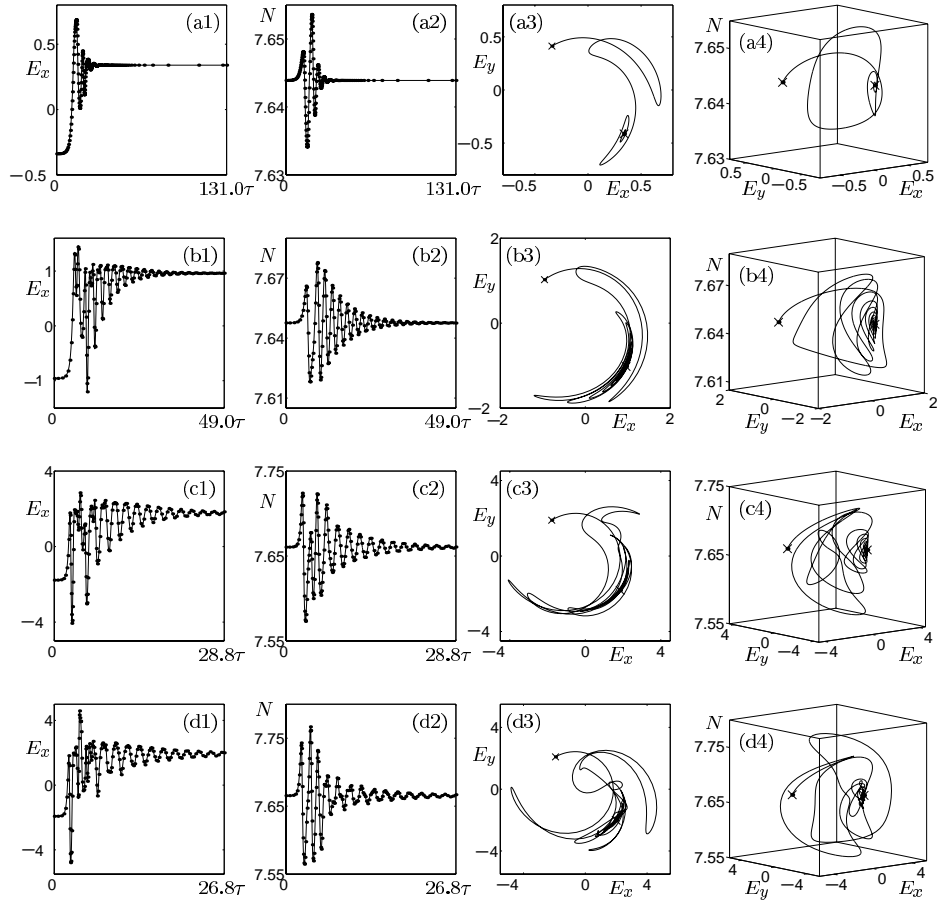 0.5
E_x
0
−0.5
0
131.0τ
(a1)
N
7.65
7.64
7.63
0
131.0τ
(a2)
0.5
E_y
0
−0.5
−0.5
0
E_x
0.5
(a3)
N
7.65
7.64
7.63
0.5
E_y
0
−0.5
−0.5
0
E_x
0.5
(a4)
1
E_x
0
−1
0
49.0τ
(b1)
N
7.67
7.64
7.61
0
49.0τ
(b2)
2
E_y
0
−2
−2
0
E_x
2
(b3)
N
7.67
7.64
7.61
2
E_y
0
−2
−2
0
E_x
2
(b4)
4
E_x
0
−4
0
28.8τ
(c1)
7.75
N
7.65
7.55
0
28.8τ
(c2)
4
E_y
0
−4
−4
0
E_x
4
(c3)
7.75
N
7.65
7.55
4
E_y
0
−4
−4
0
E_x
4
(c4)
4
E_x
0
−4
0
26.8τ
(d1)
N
7.75
7.65
7.55
0
26.8τ
(d2)
4
E_y
0
−4
−4
0
E_x
4
(d3)
N
7.75
7.65
7.55
4
E_y
0
−4
−4
0
E_x
4
(d4)